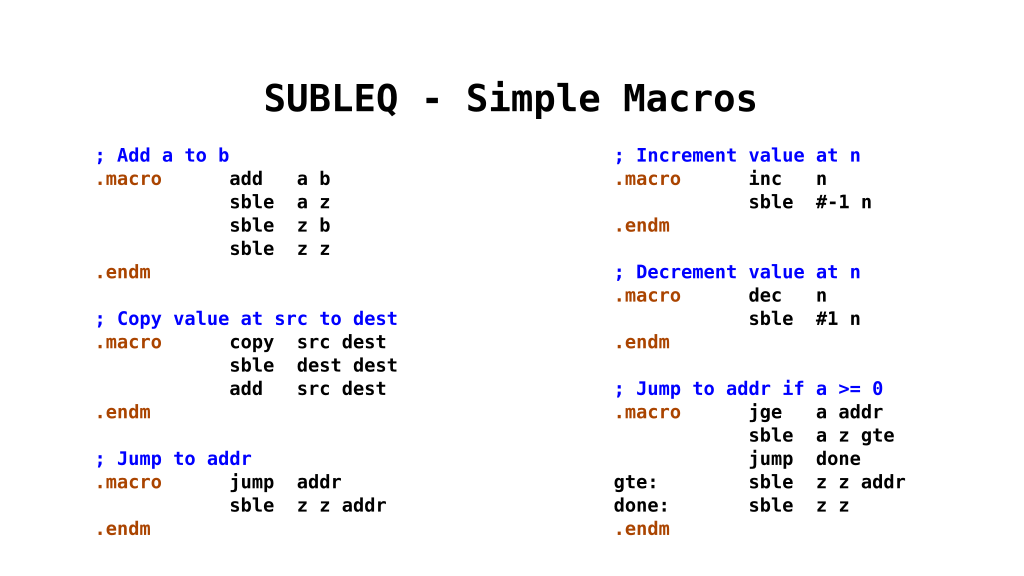 SUBLEQ - Simple Macros
; Add a to b
.macro      add   a b
            sble  a z
            sble  z b
            sble  z z
.endm
; Copy value at src to dest
.macro      copy  src dest
            sble  dest dest
            add   src dest
.endm
; Jump to addr
.macro      jump  addr
            sble  z z addr
.endm
; Increment value at n
.macro      inc   n
            sble  #-1 n
.endm
; Decrement value at n
.macro      dec   n
            sble  #1 n
.endm
; Jump to addr if a >= 0
.macro      jge   a addr
            sble  a z gte
            jump  done
gte:        sble  z z addr
done:       sble  z z
.endm